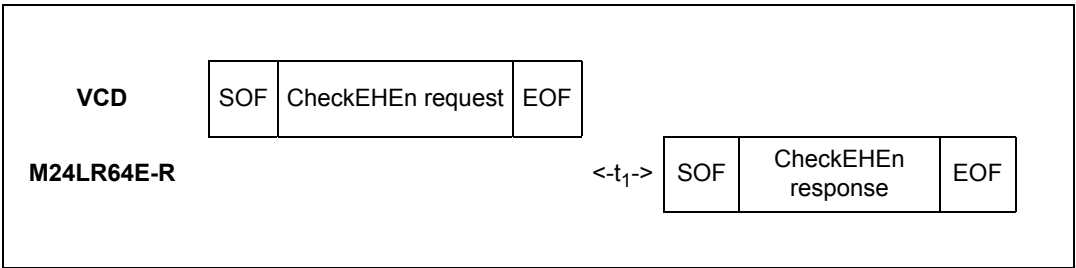 VCD SOF CheckEHEn request EOF
M24LR64E-R <-t1-> SOF CheckEHEn response EOF